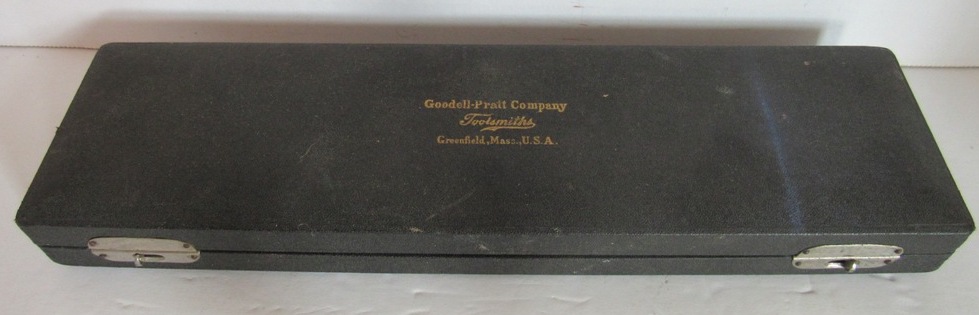 Goodell-Pratt Company
Toolsmiths
Greenfield, Mass., U.S.A.